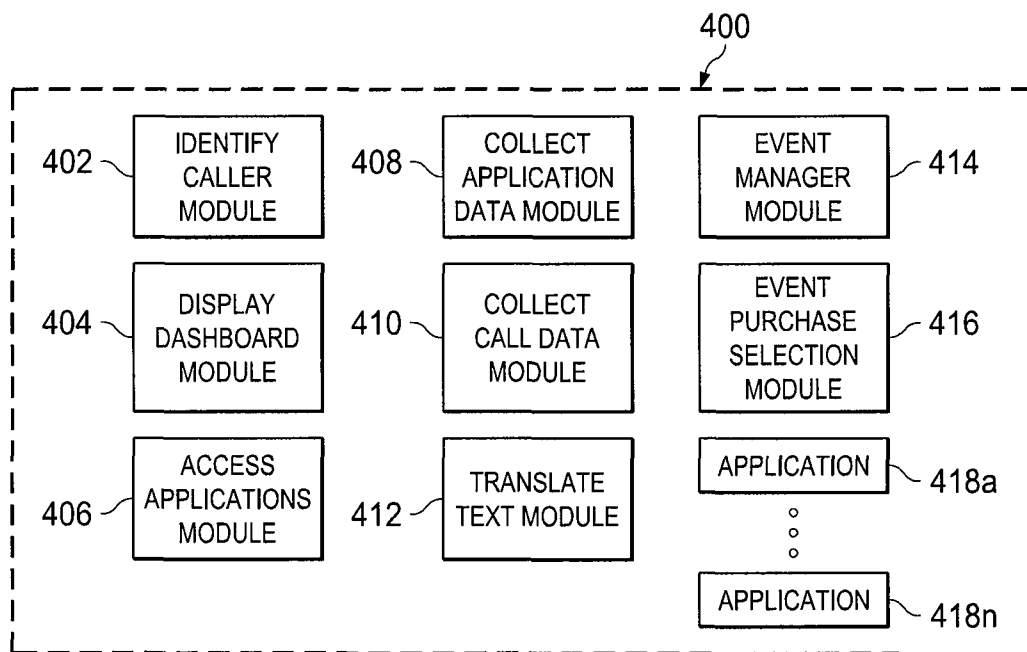 400
402
IDENTIFY
CALLER
MODULE
408
COLLECT
APPLICATION
DATA MODULE
EVENT
MANAGER
MODULE
414
404
DISPLAY
DASHBOARD
MODULE
410
COLLECT
CALL DATA
MODULE
EVENT
PURCHASE
SELECTION
MODULE
416
406
ACCESS
APPLICATIONS
MODULE
412
TRANSLATE
TEXT MODULE
APPLICATION
418a
APPLICATION
418n